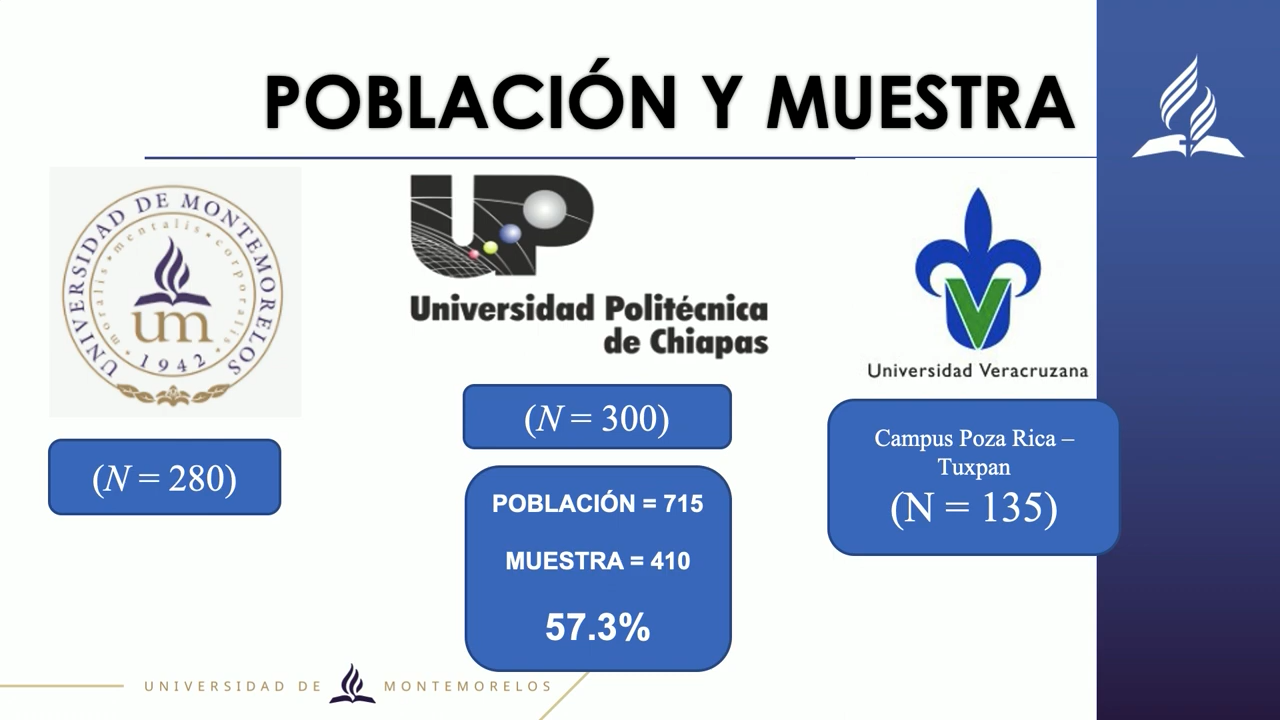 POBLACIÓN Y MUESTRA
UNIVERSIDAD DE MONTEMORELOS
moralis • mentalis • corporalis
um
1942
(N = 280)
UP
Universidad Politécnica
de Chiapas
(N = 300)
POBLACIÓN = 715
MUESTRA = 410
57.3%
V
Universidad Veracruzana
Campus Poza Rica –
Tuxpan
(N = 135)
UNIVERSIDAD DE MONTEMORELOS